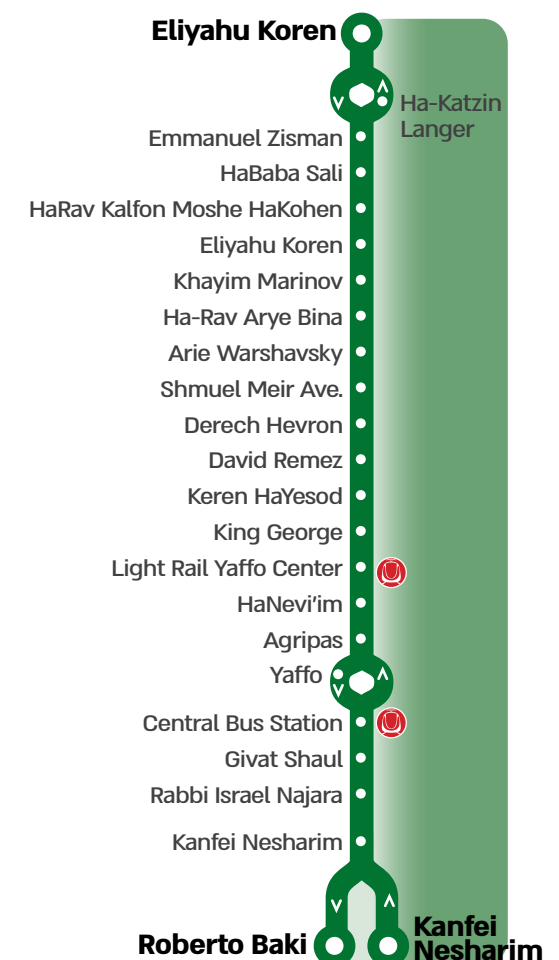 Eliyahu Koren
Ha-Katzin
Langer
Emmanuel Zisman
HaBaba Sali
HaRav Kalfon Moshe HaKohen
Eliyahu Koren
Khayim Marinov
Ha-Rav Arye Bina
Arie Warshavsky
Shmuel Meir Ave.
Derech Hevron
David Remez
Keren HaYesod
King George
Light Rail Yaffo Center
HaNevi'im
Agripas
Yaffo
Central Bus Station
Givat Shaul
Rabbi Israel Najara
Kanfei Nesharim
Roberto Baki
Kanfei
Nesharim